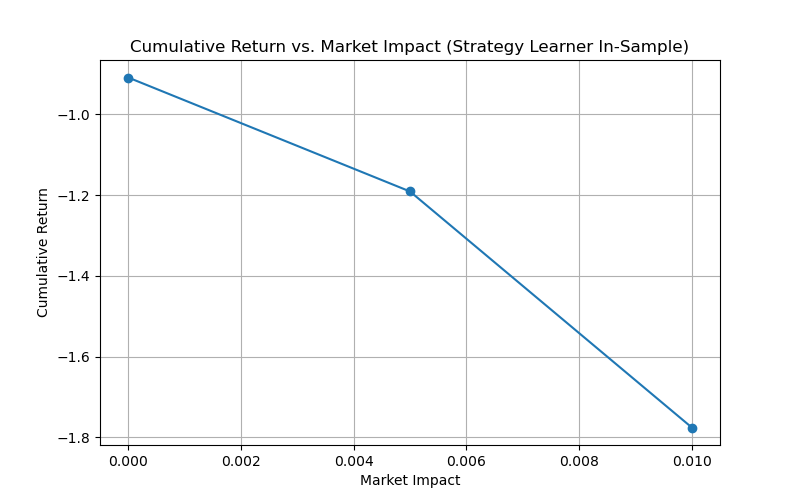 Cumulative Return vs. Market Impact (Strategy Learner In-Sample)
−1.0
−1.2
−1.4
−1.6
−1.8
Cumulative Return
0.000 0.002 0.004 0.006 0.008 0.010
Market Impact